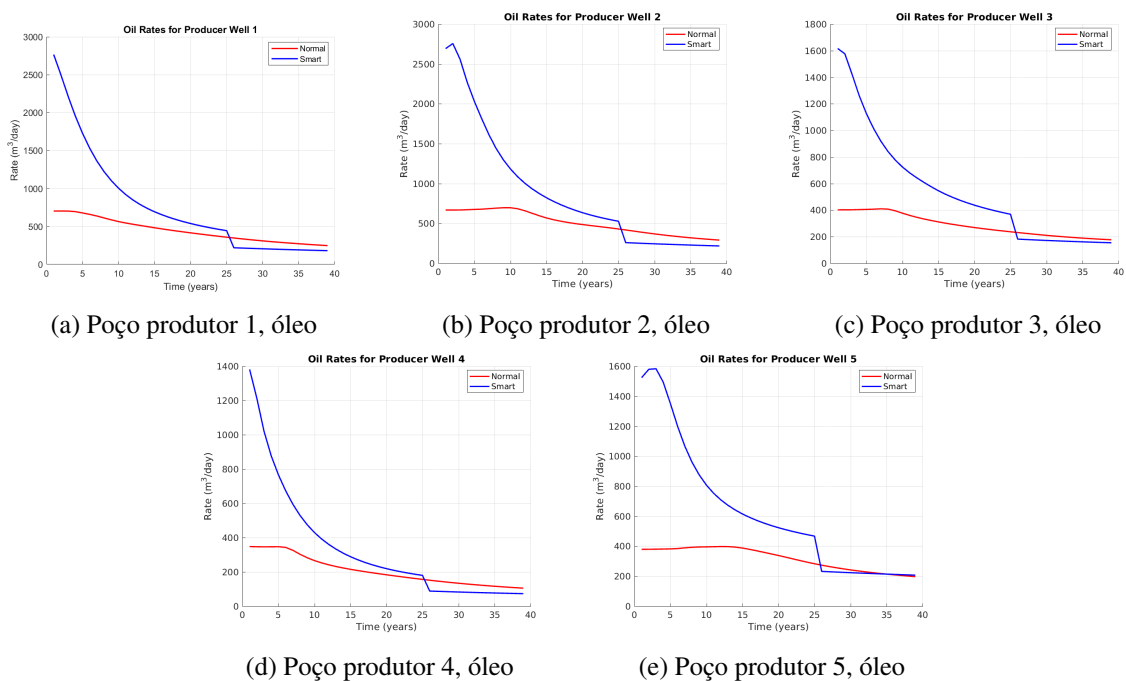 Oil Rates for Producer Well 1
3000
2500
2000
1500
1000
500
0
Rate (m³/day)
0 5 10 15 20 25 30 35 40
Time (years)
Normal
Smart
(a) Poço produtor 1, óleo
Oil Rates for Producer Well 2
3000
2500
2000
1500
1000
500
0
Rate (m³/day)
0 5 10 15 20 25 30 35 40
Time (years)
Normal
Smart
(b) Poço produtor 2, óleo
Oil Rates for Producer Well 3
1800
1600
1400
1200
1000
800
600
400
200
0
Rate (m³/day)
0 5 10 15 20 25 30 35 40
Time (years)
Normal
Smart
(c) Poço produtor 3, óleo
Oil Rates for Producer Well 4
1400
1200
1000
800
600
400
200
0
Rate (m³/day)
0 5 10 15 20 25 30 35 40
Time (years)
Normal
Smart
(d) Poço produtor 4, óleo
Oil Rates for Producer Well 5
1600
1400
1200
1000
800
600
400
200
0
Rate (m³/day)
0 5 10 15 20 25 30 35 40
Time (years)
Normal
Smart
(e) Poço produtor 5, óleo